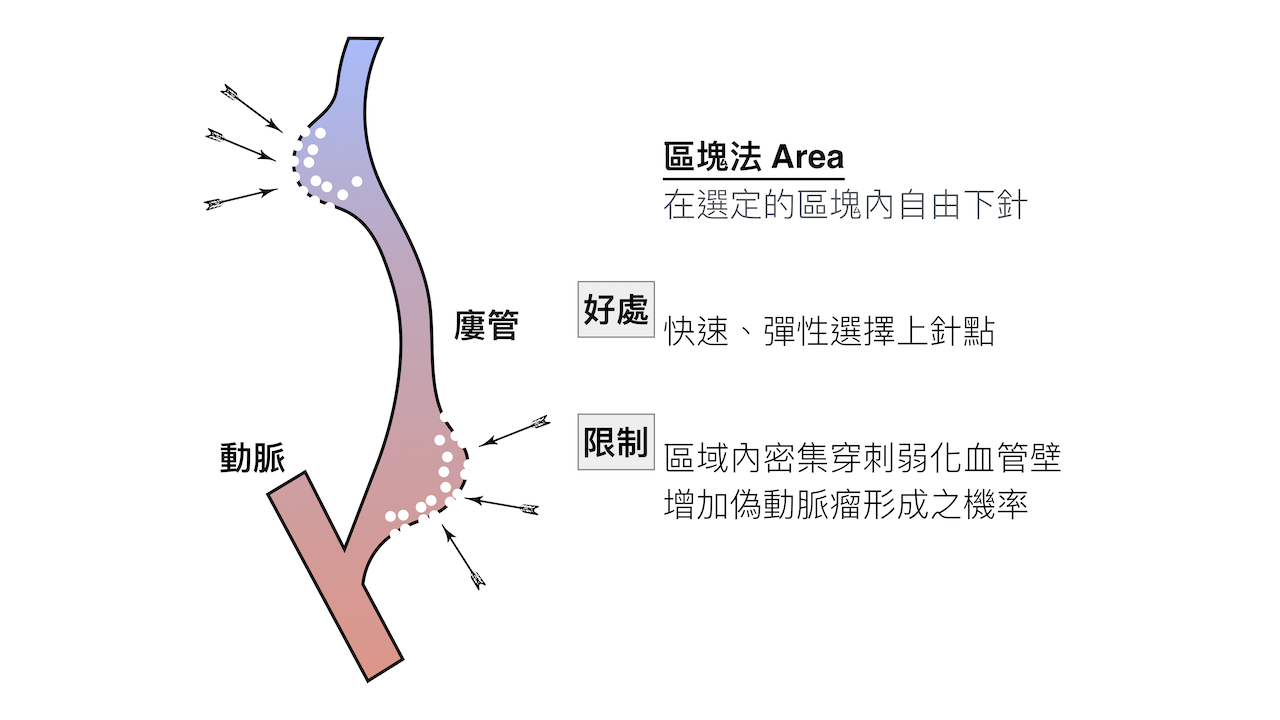 區塊法 Area
在選定的區塊內自由下針
好處
快速、彈性選擇上針點
瘻管
限制
區域內密集穿刺弱化血管壁
增加偽動脈瘤形成之機率
動脈